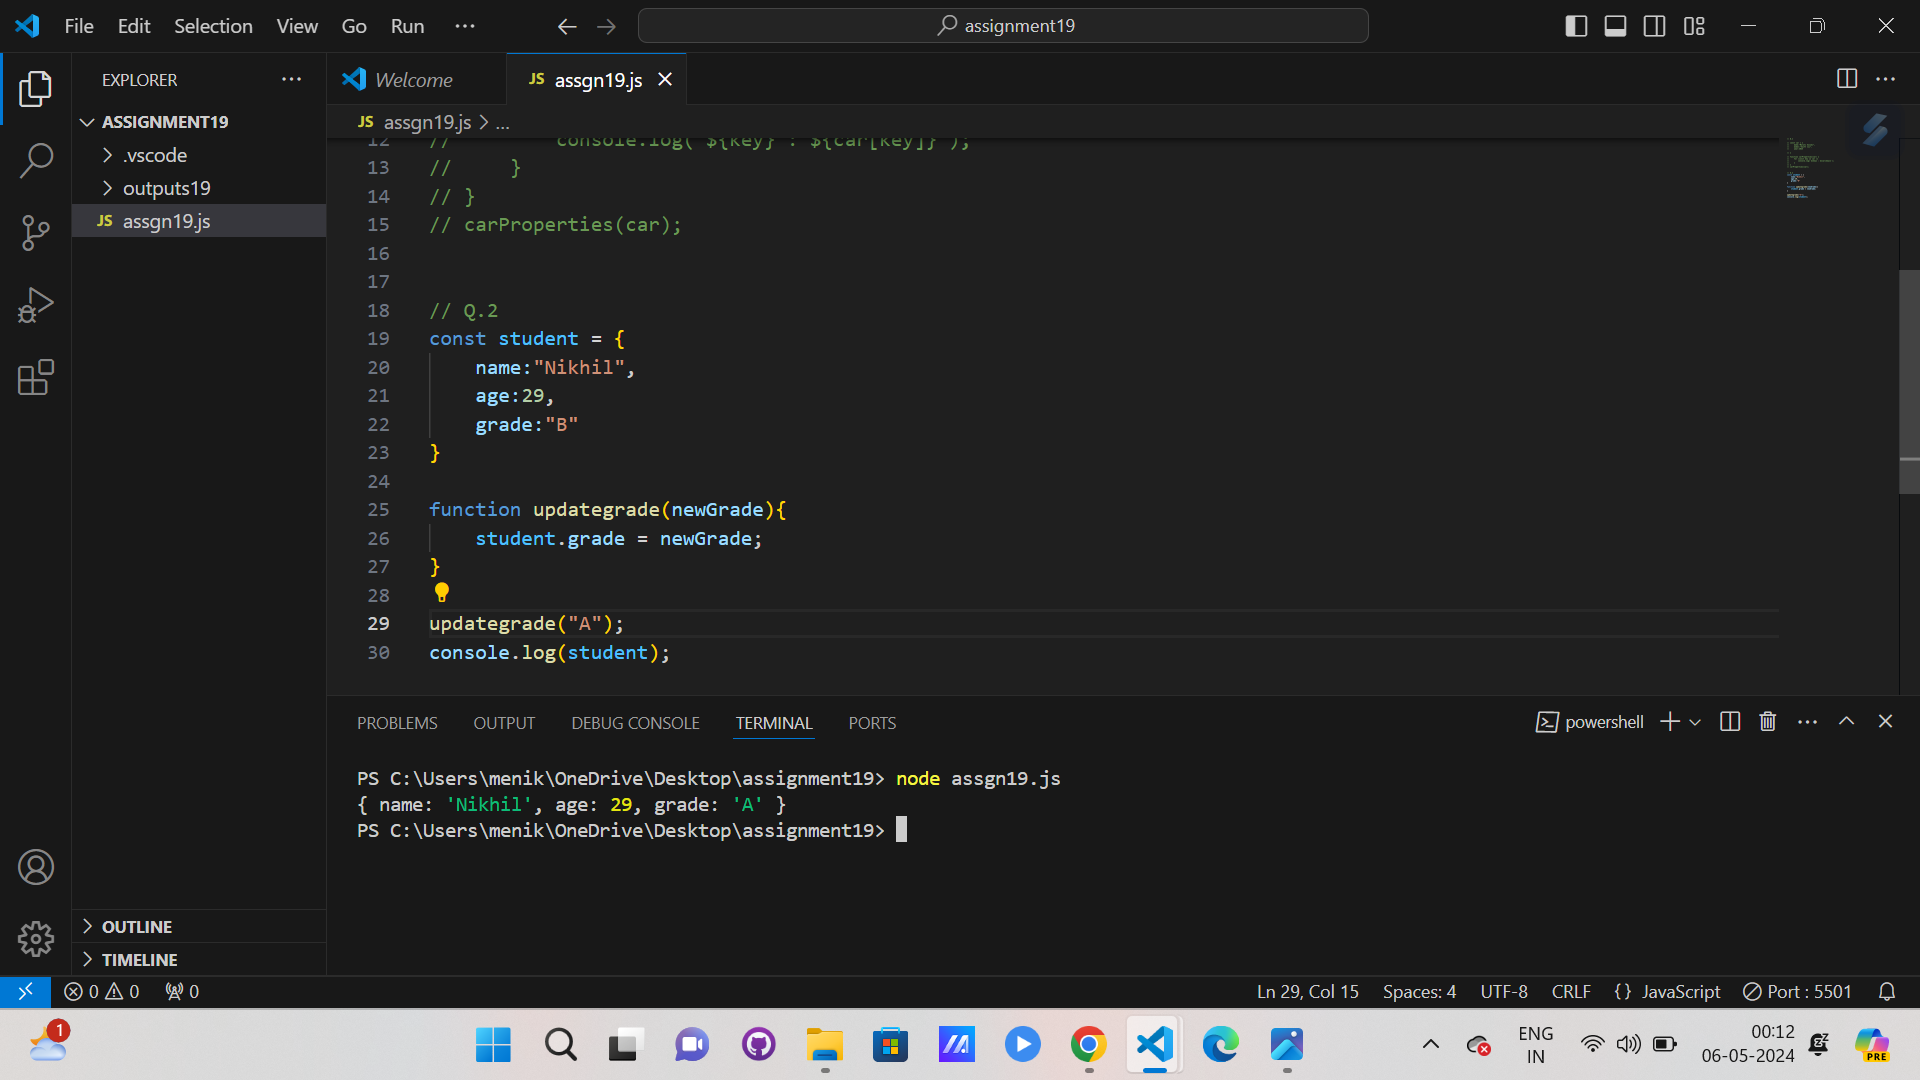 File Edit Selection View Go Run ···
assignment19
EXPLORER ···
ASSIGNMENT19
.vscode
outputs19
JS assgn19.js
OUTLINE
TIMELINE
Welcome
JS assgn19.js
JS assgn19.js > ...
12 //         console.log(`${key} : ${car[key]}`);
13 //     }
14 // }
15 // carProperties(car);
16
17
18 // Q.2
19 const student = {
20     name:"Nikhil",
21     age:29,
22     grade:"B"
23 }
24
25 function updategrade(newGrade){
26     student.grade = newGrade;
27 }
28
29 updategrade("A");
30 console.log(student);
PROBLEMS OUTPUT DEBUG CONSOLE TERMINAL PORTS
powershell
PS C:\Users\menik\OneDrive\Desktop\assignment19> node assgn19.js
{ name: 'Nikhil', age: 29, grade: 'A' }
PS C:\Users\menik\OneDrive\Desktop\assignment19>
0 0 0
Ln 29, Col 15 Spaces: 4 UTF-8 CRLF {} JavaScript Port : 5501
1
ENG
IN
00:12
06-05-2024
PRE